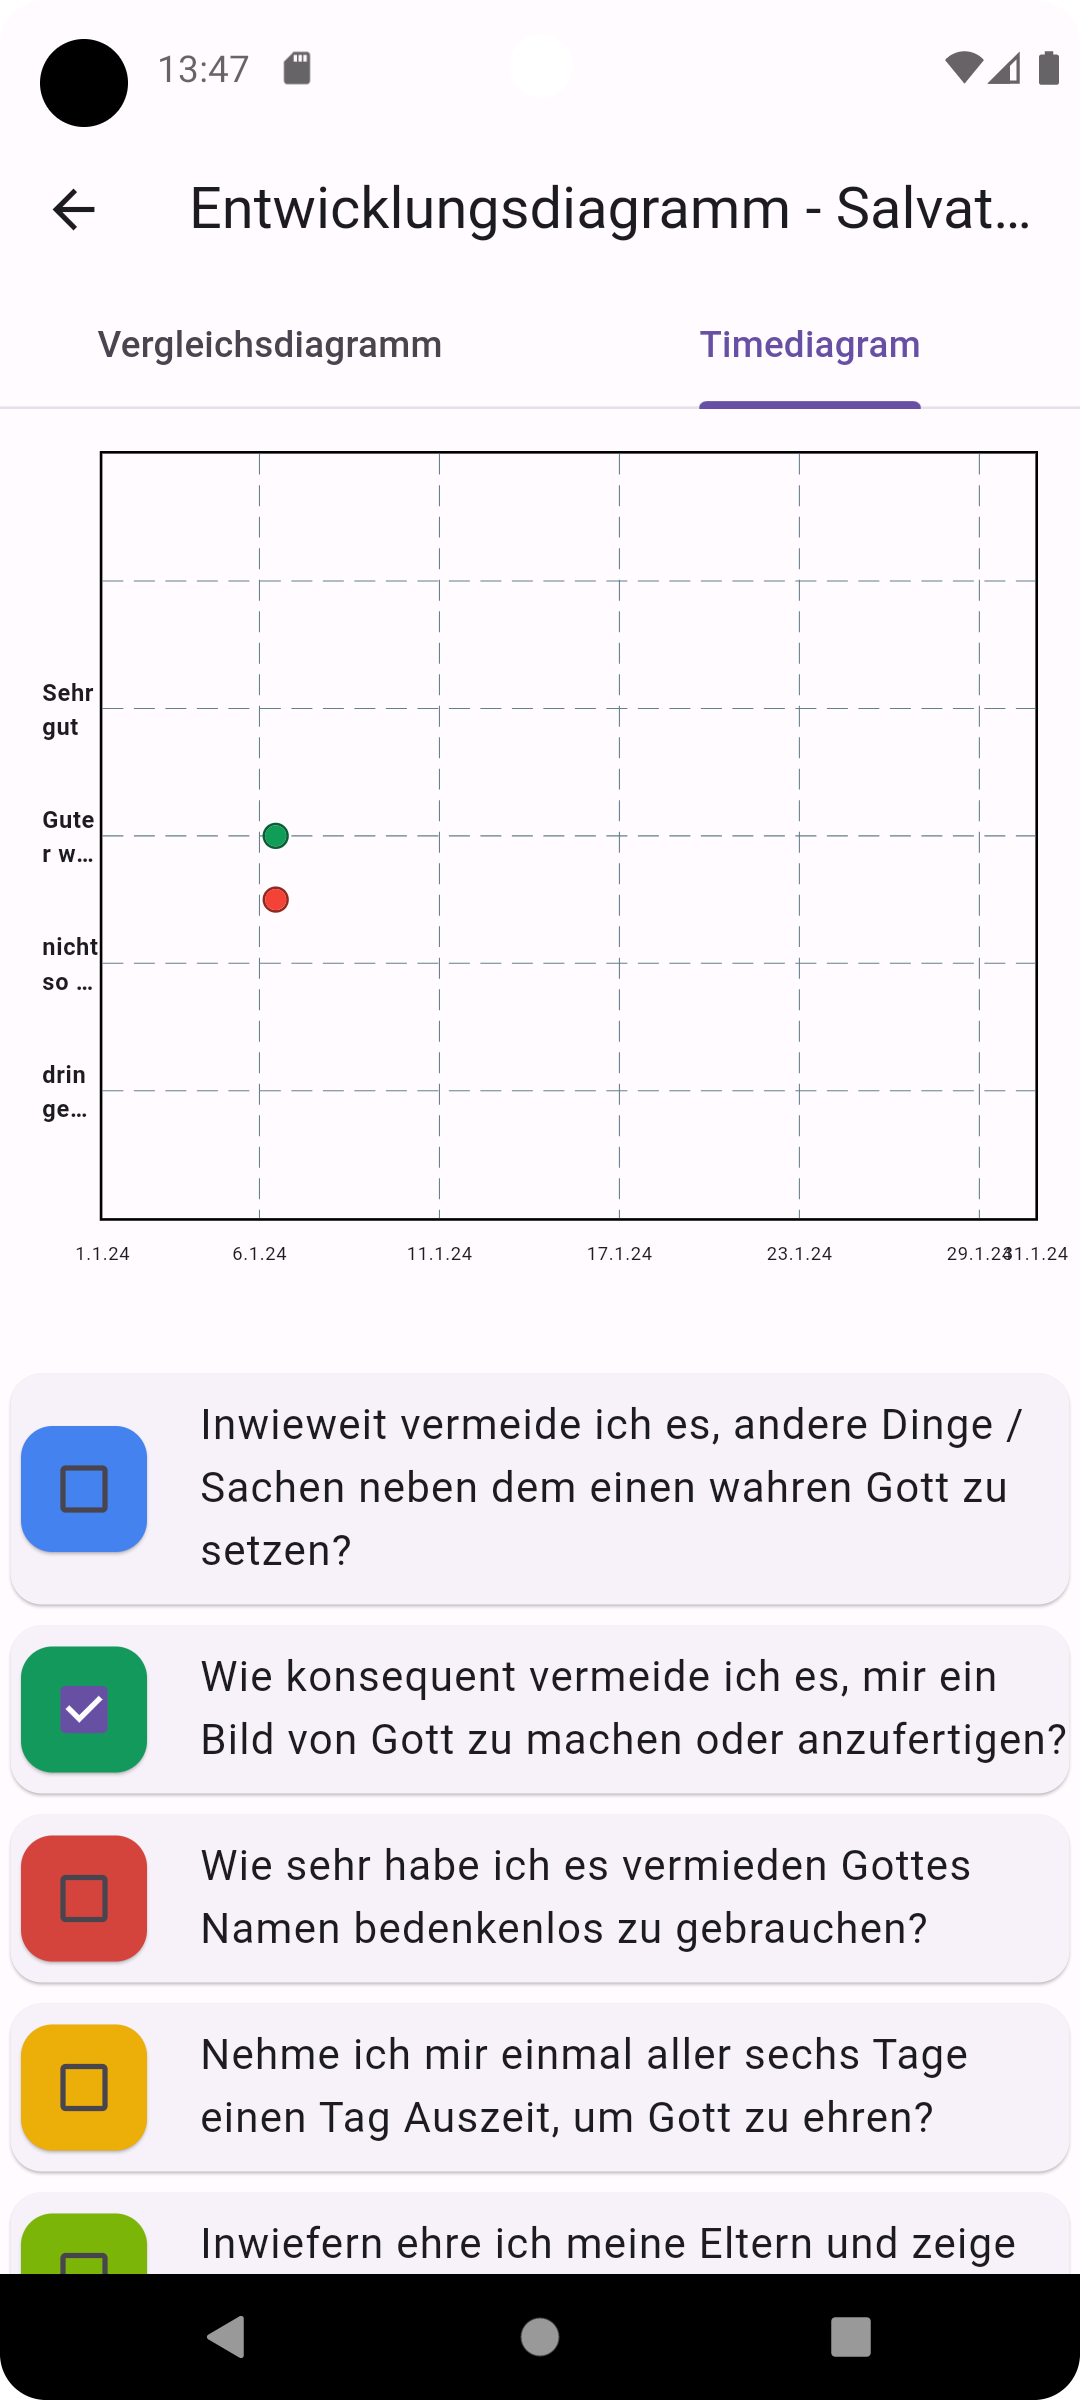 13:47
Entwicklungsdiagramm - Salvat...
Vergleichsdiagramm
Timediagram
Sehr
gut
Gute
r w...
nicht
so ...
drin
ge...
1.1.24 6.1.24 11.1.24 17.1.24 23.1.24 29.1.24 31.1.24
Inwieweit vermeide ich es, andere Dinge /
Sachen neben dem einen wahren Gott zu
setzen?
Wie konsequent vermeide ich es, mir ein
Bild von Gott zu machen oder anzufertigen?
Wie sehr habe ich es vermieden Gottes
Namen bedenkenlos zu gebrauchen?
Nehme ich mir einmal aller sechs Tage
einen Tag Auszeit, um Gott zu ehren?
Inwiefern ehre ich meine Eltern und zeige